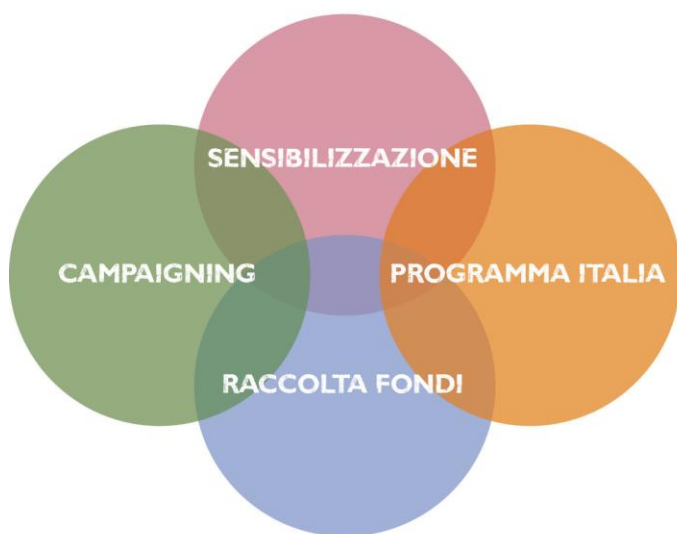 SENSIBILIZZAZIONE
CAMPAIGNING
PROGRAMMA ITALIA
RACCOLTA FONDI